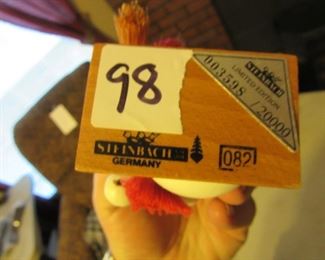 98
STEINBACH
LIMITED EDITION
003598 / 20000
STEINBACH
GERMANY
082